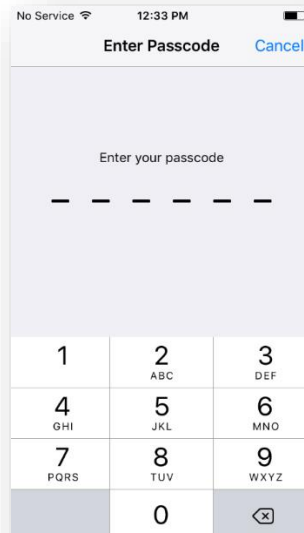 No Service 12:33 PM
Enter Passcode Cancel
Enter your passcode
1 2 3
ABC DEF
4 5 6
GHI JKL MNO
7 8 9
PQRS TUV WXYZ
0